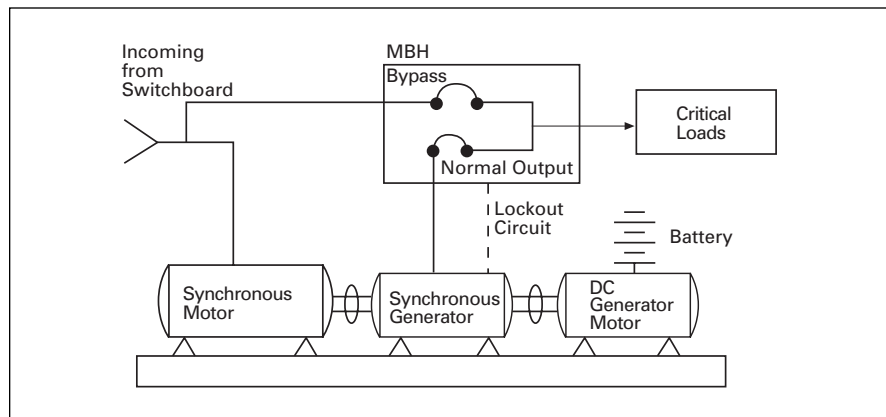 Incoming
from
Switchboard
MBH
Bypass
Normal Output
Critical
Loads
Lockout
Circuit
Battery
Synchronous
Motor
Synchronous
Generator
DC
Generator
Motor